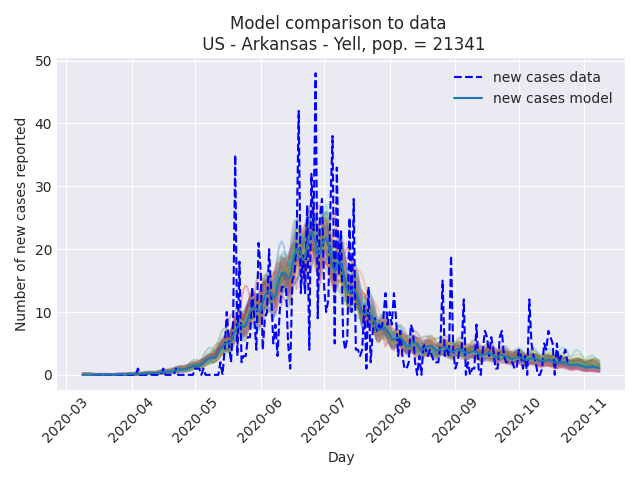 Model comparison to data
US - Arkansas - Yell, pop. = 21341
new cases data
new cases model
Number of new cases reported
50
40
30
20
10
0
2020-03
2020-04
2020-05
2020-06
2020-07
2020-08
2020-09
2020-10
2020-11
Day